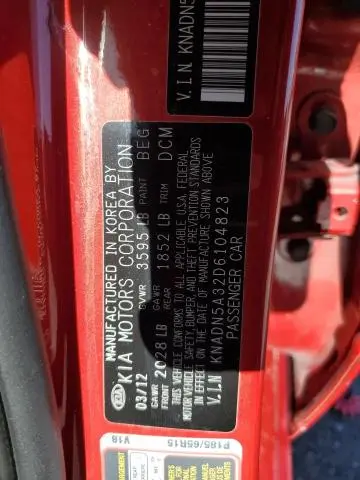 MANUFACTURED IN KOREA BY
KIA MOTORS CORPORATION
03/12 GVWR 3595 LB PAINT BEG
GAWR FRONT 2028 LB GAWR REAR 1852 LB TRIM DCM
THIS VEHICLE CONFORMS TO ALL APPLICABLE U.S.A. FEDERAL
MOTOR VEHICLE SAFETY, BUMPER, AND THEFT PREVENTION STANDARDS
IN EFFECT ON THE DATE OF MANUFACTURE SHOWN ABOVE
V.I.N KNADN5A32D6104823
PASSENGER CAR
V.I.N KNADN5
V18
P185/65R15